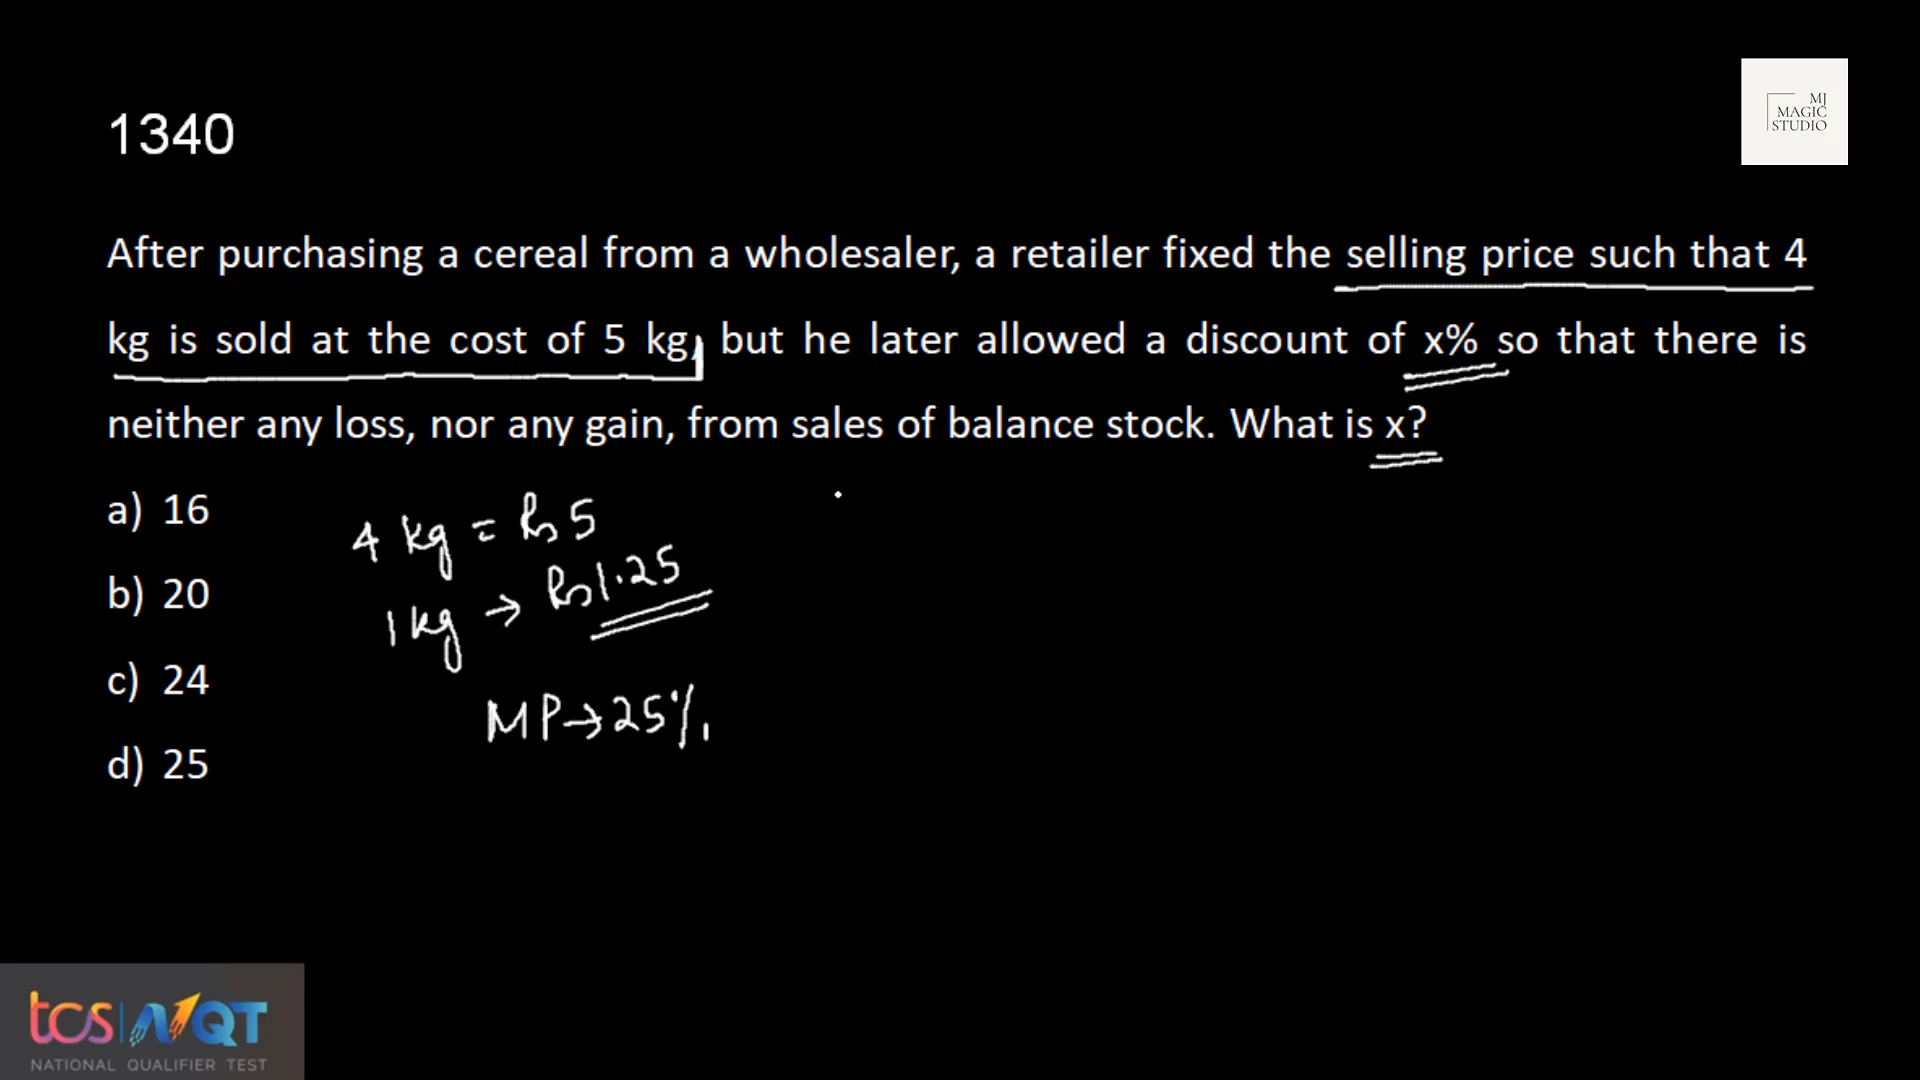 MJ
MAGIC
STUDIO
1340
After purchasing a cereal from a wholesaler, a retailer fixed the selling price such that 4
kg is sold at the cost of 5 kg, but he later allowed a discount of x% so that there is
neither any loss, nor any gain, from sales of balance stock. What is x?
a) 16
b) 20
c) 24
d) 25
4 kg = Rs 5
1 kg → Rs 1.25
MP → 25%
tcs | NQT
NATIONAL QUALIFIER TEST